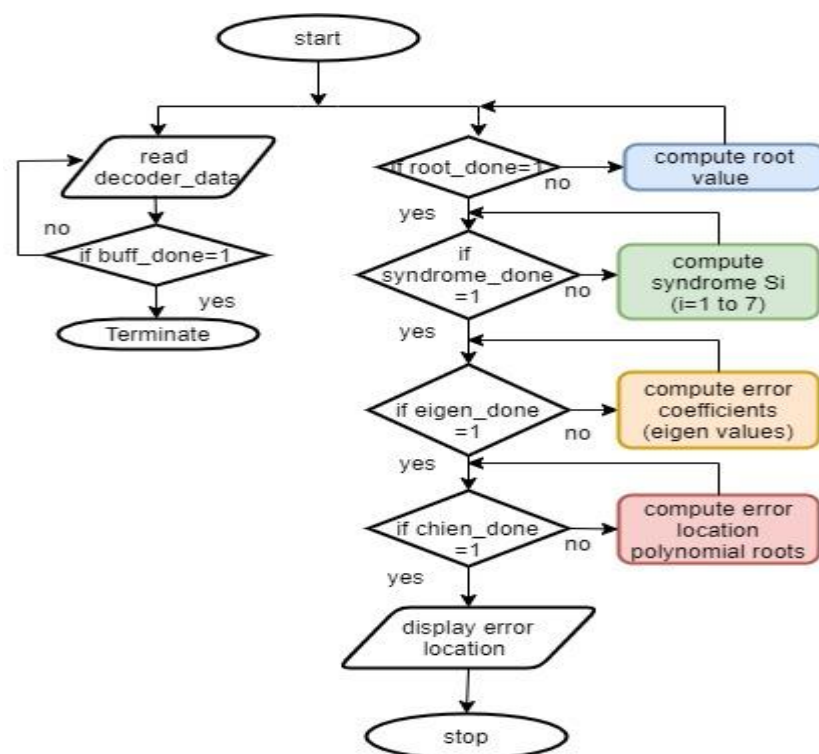 start
read
decoder_data
no
if buff_done=1
yes
Terminate
if root_done=1
no
compute root
value
yes
if
syndrome_done
=1
no
compute
syndrome Si
(i=1 to 7)
yes
if eigen_done
=1
no
compute error
coefficients
(eigen values)
yes
if chien_done
=1
no
compute error
location
polynomial roots
yes
display error
location
stop